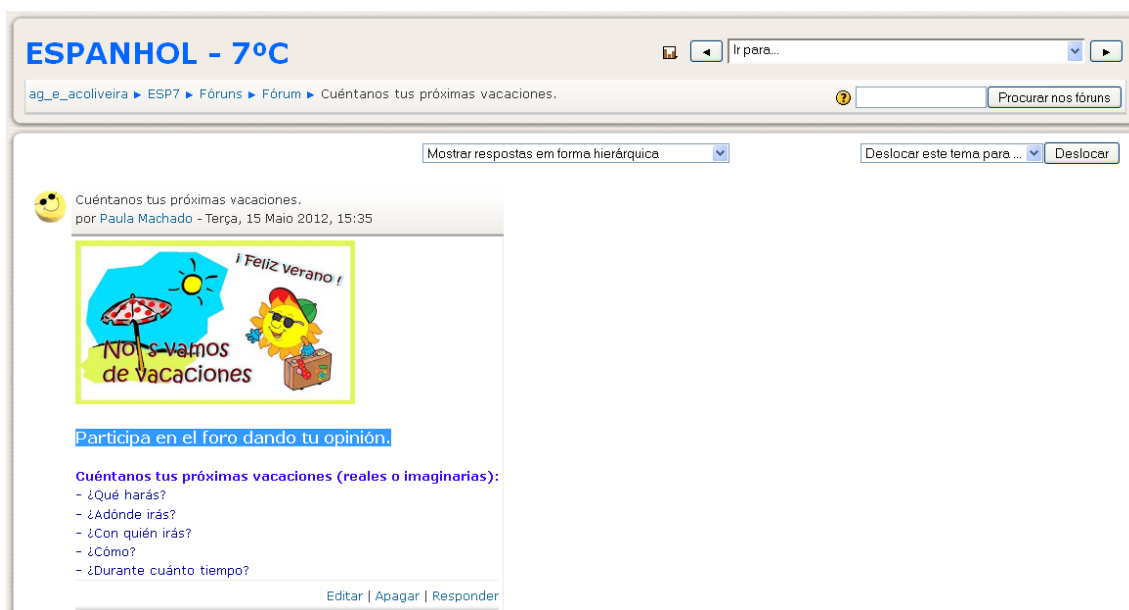 ESPANHOL - 7ºC
Ir para...
ag_e_acoliveira ► ESP7 ► Fóruns ► Fórum ► Cuéntanos tus próximas vacaciones.
Procurar nos fóruns
Mostrar respostas em forma hierárquica
Deslocar este tema para ...
Deslocar
Cuéntanos tus próximas vacaciones.
por Paula Machado - Terça, 15 Maio 2012, 15:35
¡ Feliz verano !
Nos vamos
de vacaciones
Participa en el foro dando tu opinión.
Cuéntanos tus próximas vacaciones (reales o imaginarias):
- ¿Qué harás?
- ¿Adónde irás?
- ¿Con quién irás?
- ¿Cómo?
- ¿Durante cuánto tiempo?
Editar | Apagar | Responder